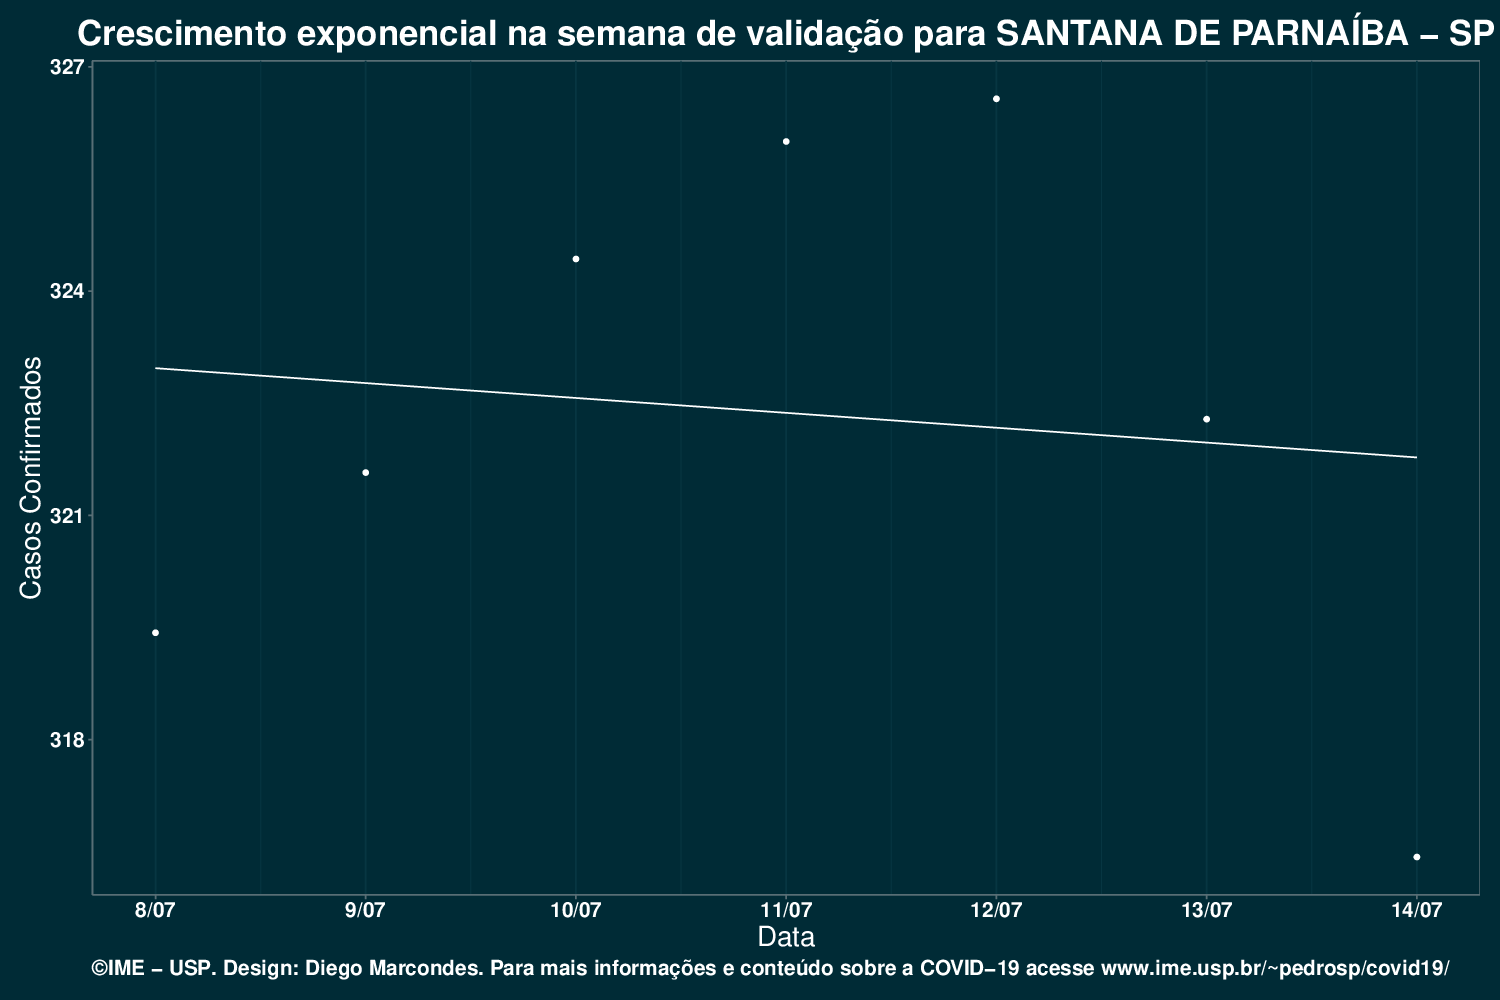 Crescimento exponencial na semana de validação para SANTANA DE PARNAÍBA – SP
327
324
321
318
Casos Confirmados
8/07 9/07 10/07 11/07 12/07 13/07 14/07
Data
©IME – USP. Design: Diego Marcondes. Para mais informações e conteúdo sobre a COVID–19 acesse www.ime.usp.br/~pedrosp/covid19/